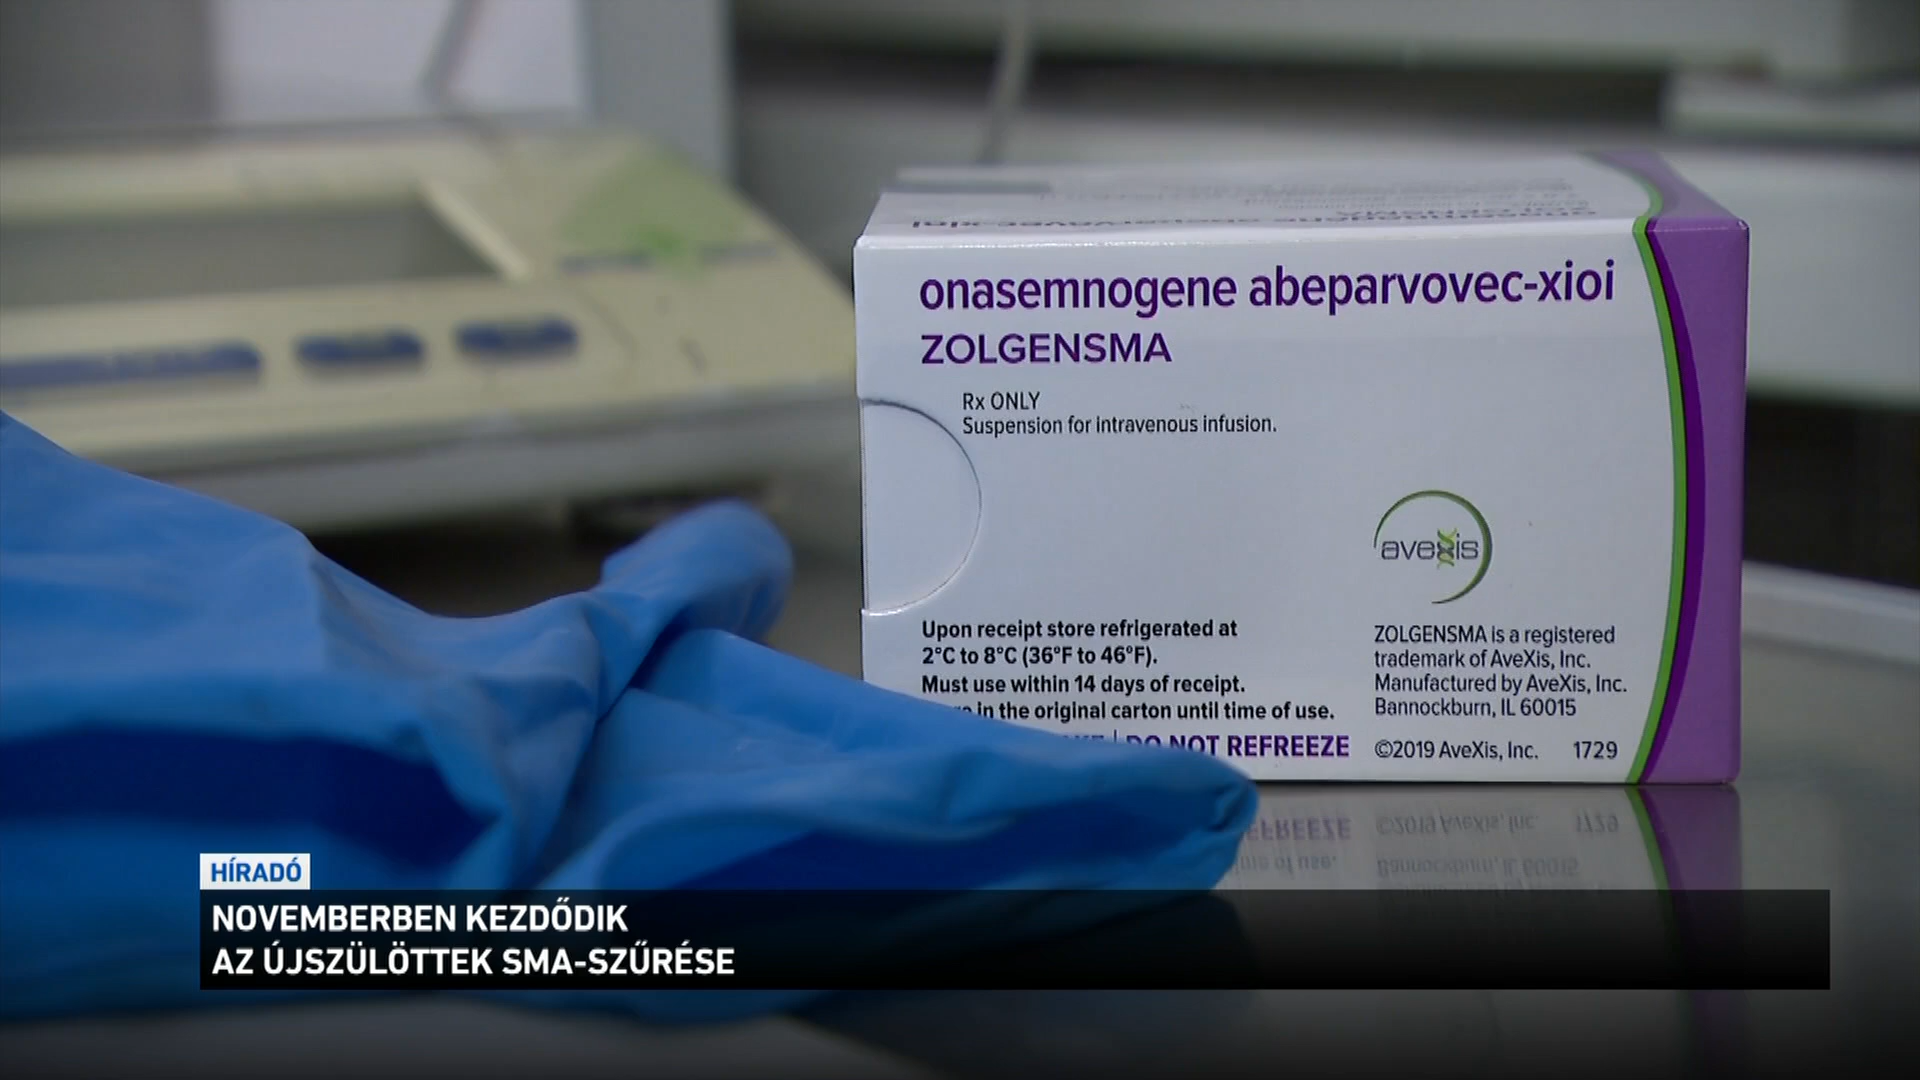 onasemnogene abeparvovec-xioi
onasemnogene abeparvovec-xioi
ZOLGENSMA
Rx ONLY
Suspension for intravenous infusion.
avexis
Upon receipt store refrigerated at
2°C to 8°C (36°F to 46°F).
Must use within 14 days of receipt.
in the original carton until time of use.
DO NOT REFREEZE
ZOLGENSMA is a registered
trademark of AveXis, Inc.
Manufactured by AveXis, Inc.
Bannockburn, IL 60015
©2019 AveXis, Inc. 1729
HÍRADÓ
NOVEMBERBEN KEZDŐDIK
AZ ÚJSZÜLÖTTEK SMA-SZŰRÉSE